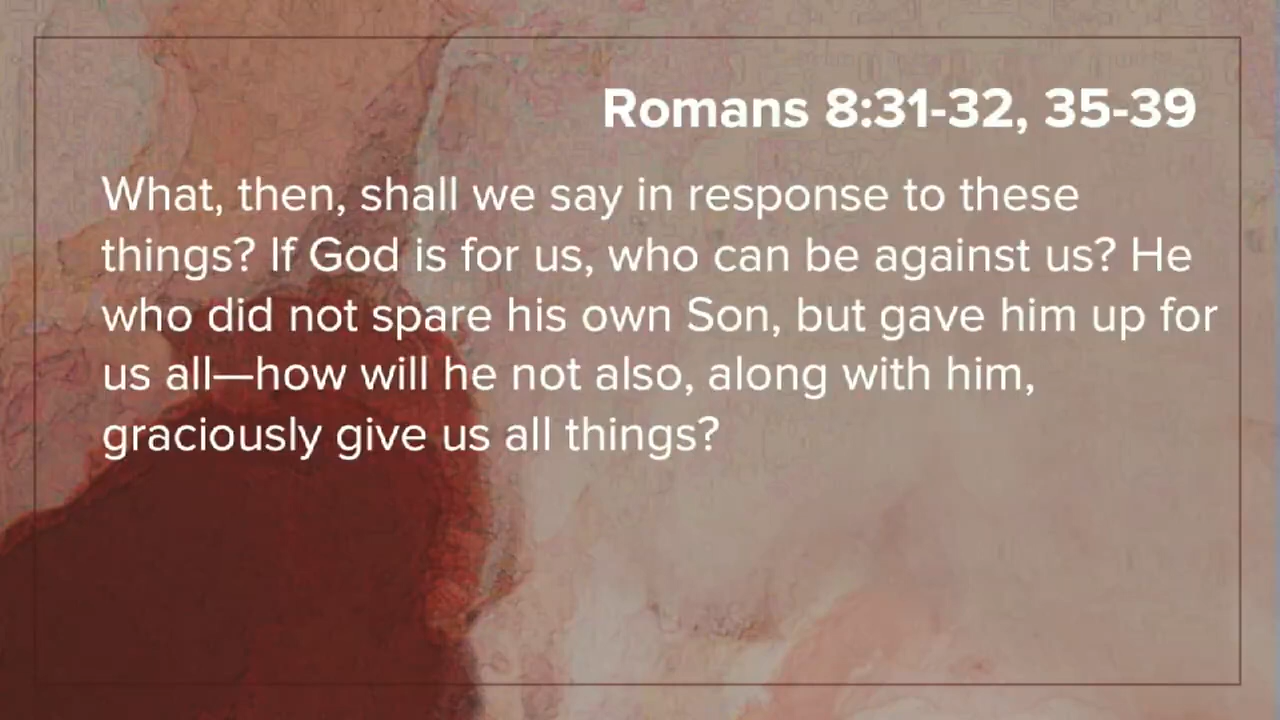 Romans 8:31-32, 35-39
What, then, shall we say in response to these
things? If God is for us, who can be against us? He
who did not spare his own Son, but gave him up for
us all—how will he not also, along with him,
graciously give us all things?